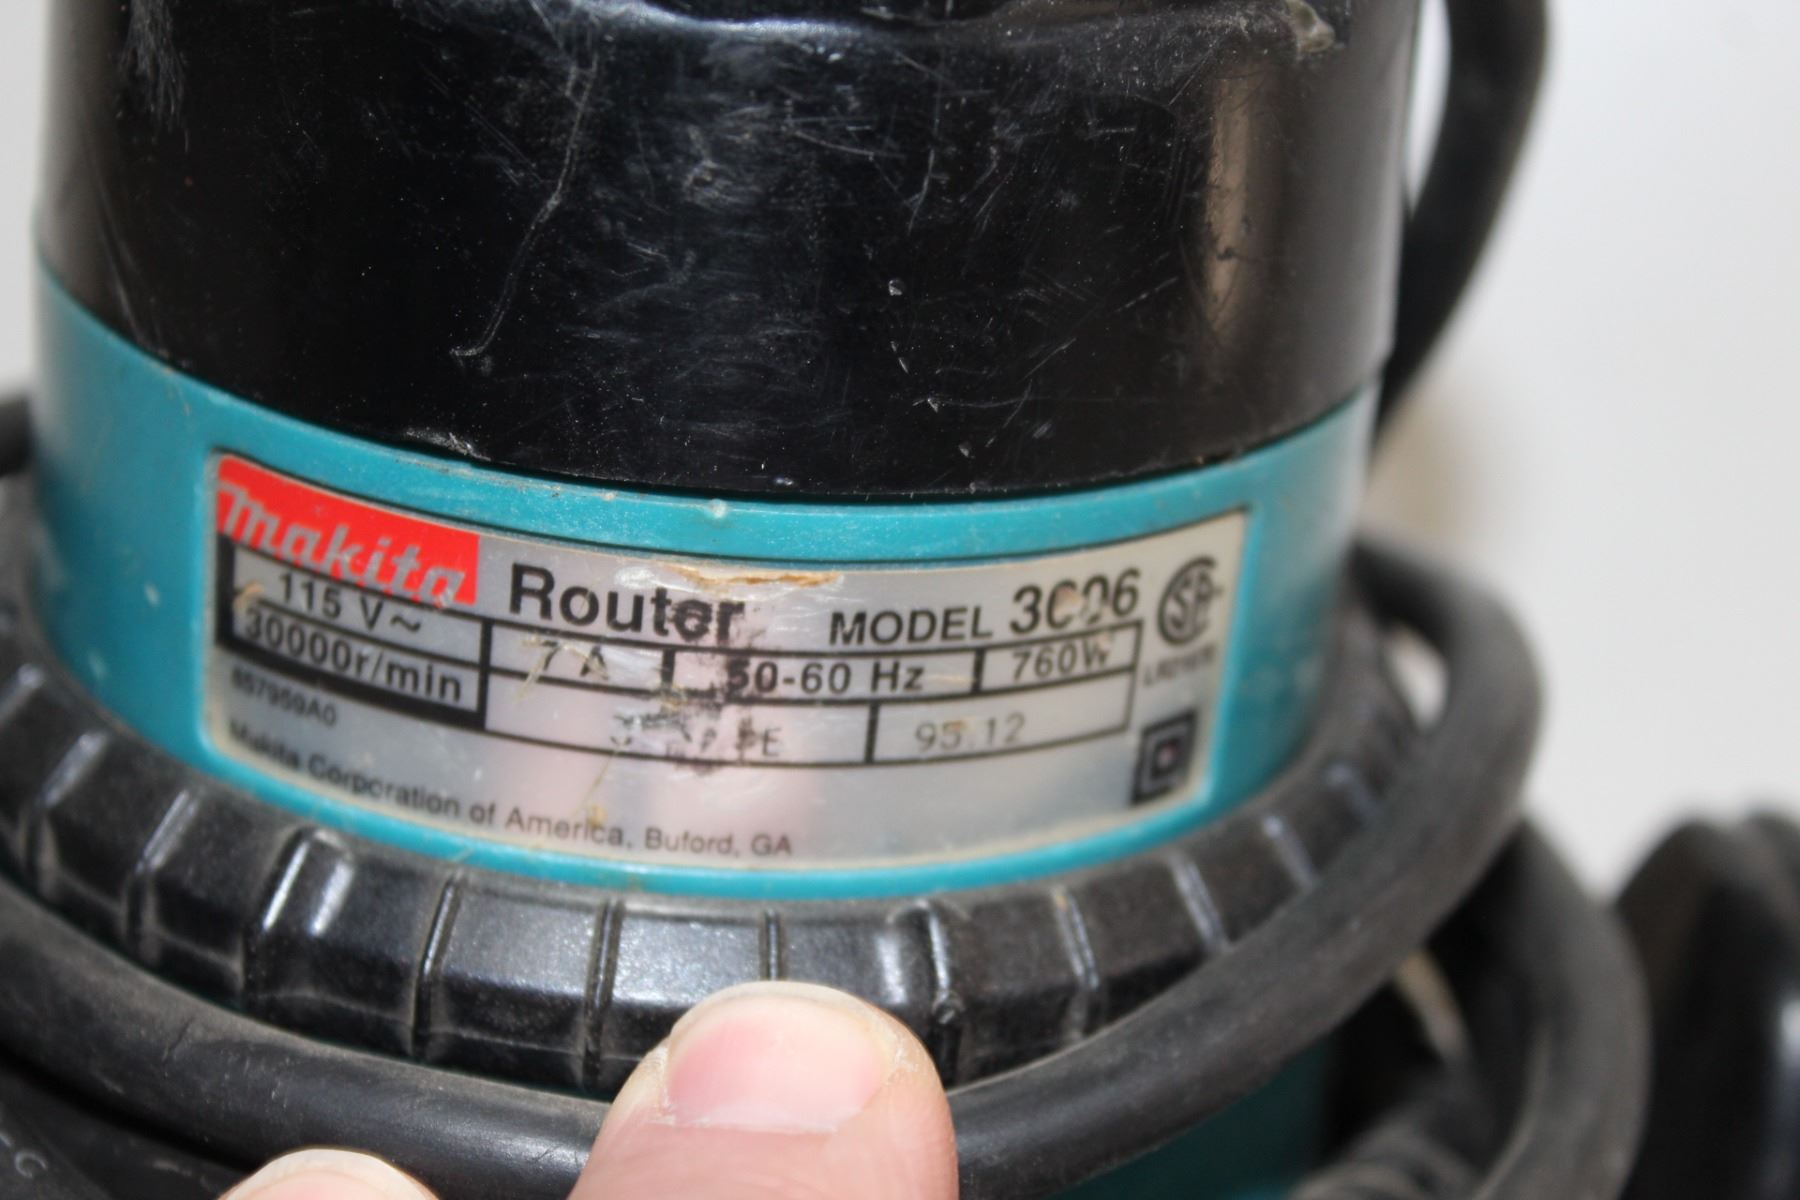 makita
Router MODEL
115 V~ 7 A 50-60 Hz 760W
30000r/min
95.12
Makita Corporation of America, Buford, GA